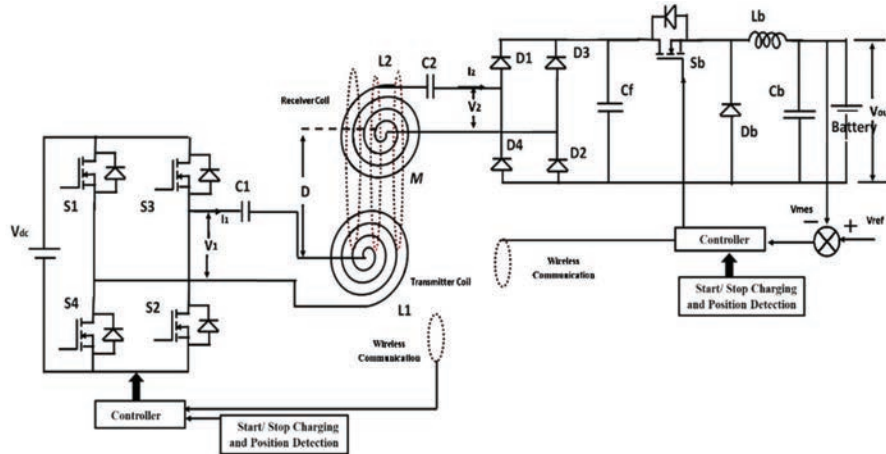 Lb
D1
D3
L2
C2
I₂
V₂
Sb
Receiver Coil
Cf
Cb
Db
Battery
D4
D2
M
D
S1
S3
C1
I₁
V₁
Vdc
Vmes
−
+
Vref
Controller
Transmitter Coil
Wireless
Communication
Start/ Stop Charging
and Position Detection
S4
S2
L1
Wireless
Communication
Controller
Start/ Stop Charging
and Position Detection